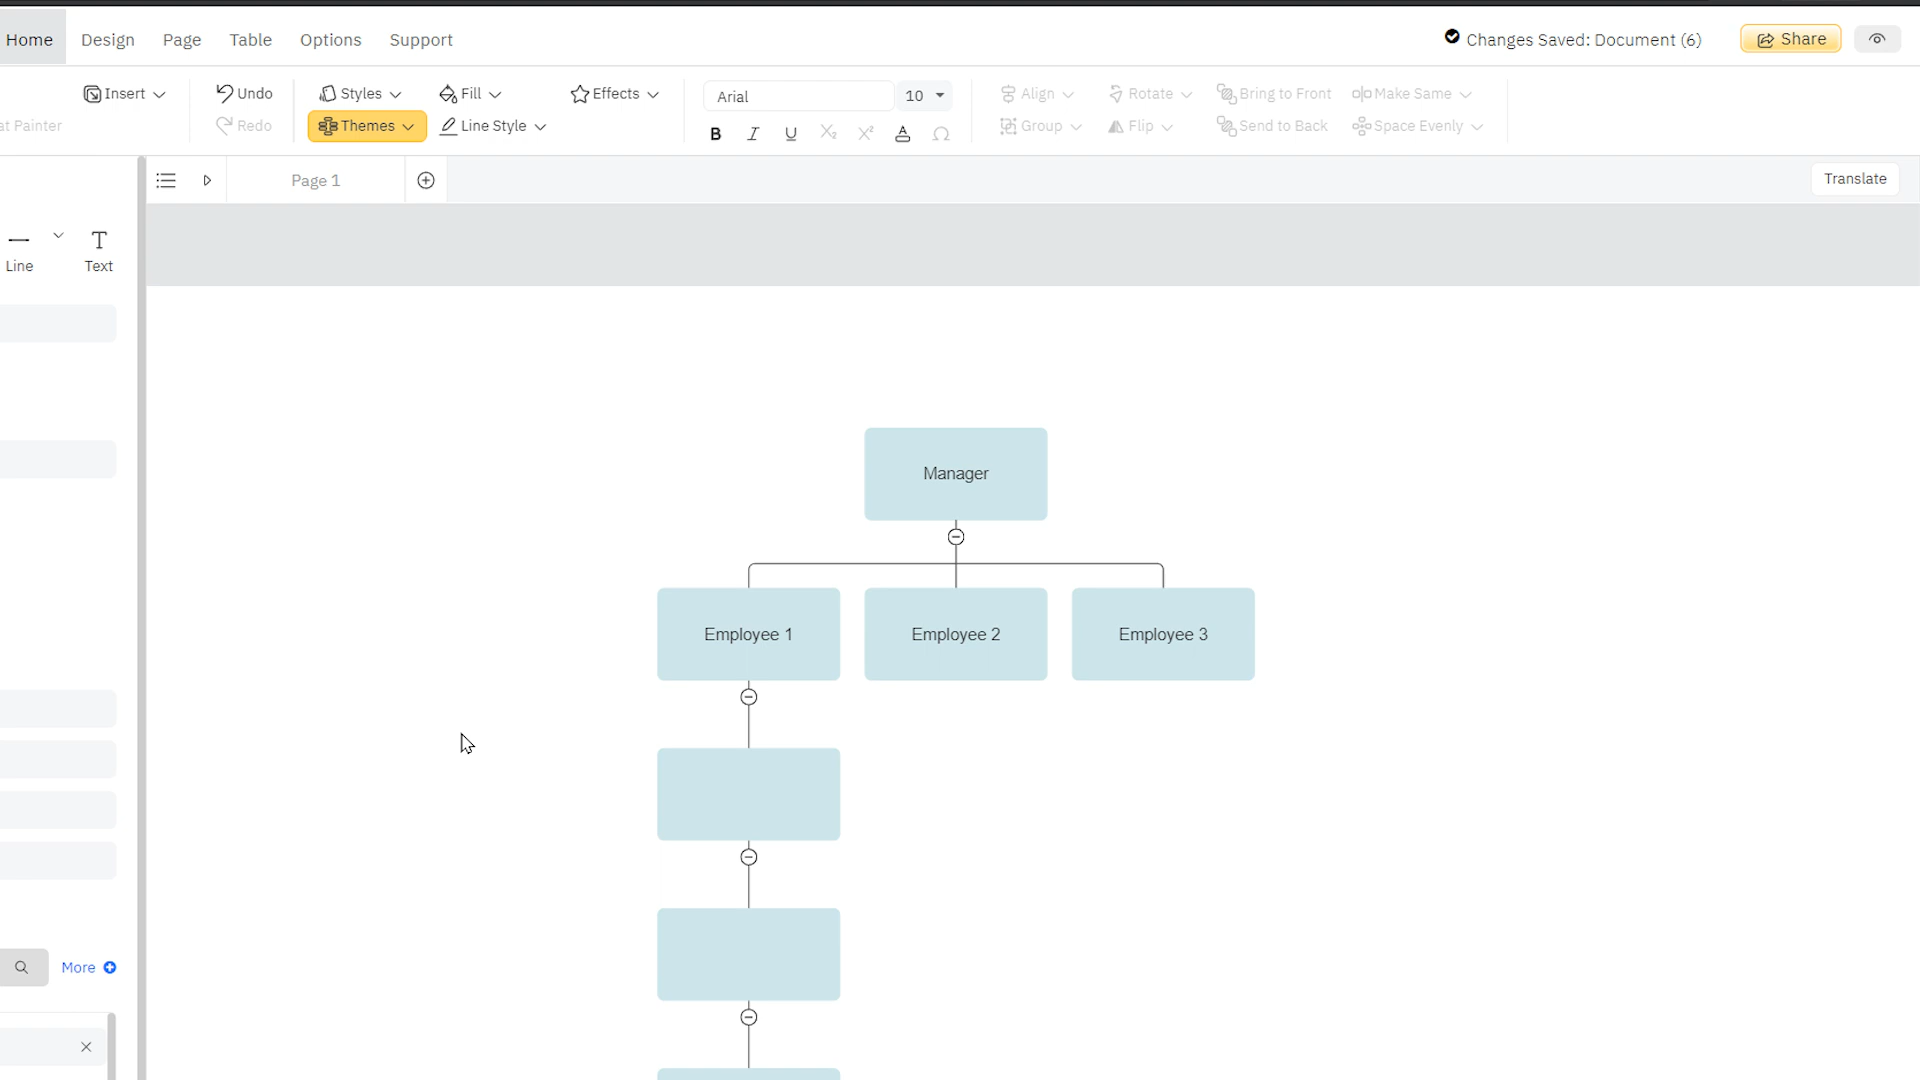 Home Design Page Table Options Support Changes Saved: Document (6) Share
Insert Undo Styles Fill Effects Arial 10 Align Rotate Bring to Front Make Same
at Painter Redo Themes Line Style B I U X₂ X² A Ω Group Flip Send to Back Space Evenly
Page 1 Translate
T
Line Text
Manager
Employee 1 Employee 2 Employee 3
More